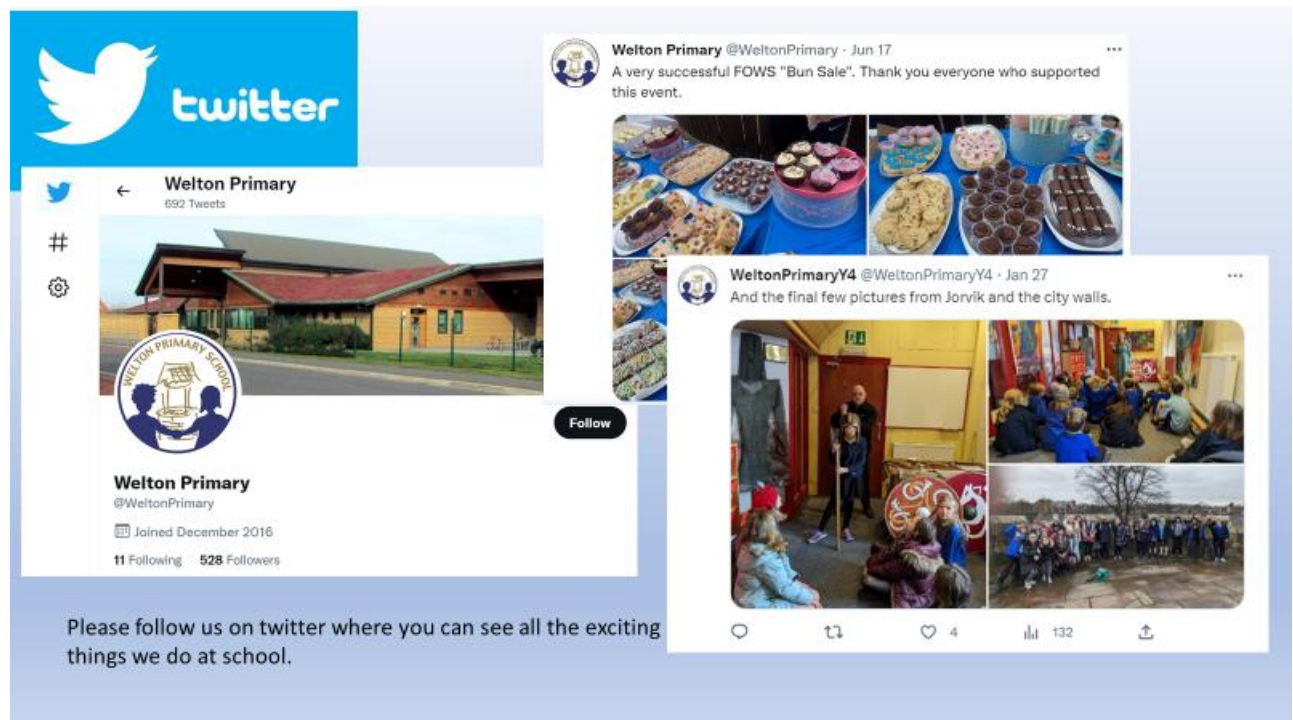 twitter
Welton Primary
692 Tweets
WELTON PRIMARY SCHOOL
Follow
Welton Primary
@WeltonPrimary
Joined December 2016
11 Following 528 Followers
Welton Primary @WeltonPrimary · Jun 17
A very successful FOWS "Bun Sale". Thank you everyone who supported
this event.
WeltonPrimaryY4 @WeltonPrimaryY4 · Jan 27
And the final few pictures from Jorvik and the city walls.
4
132
Please follow us on twitter where you can see all the exciting
things we do at school.